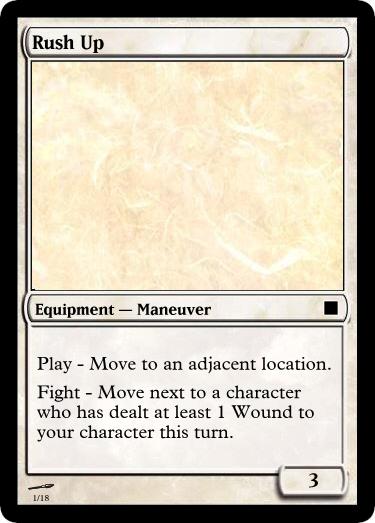 Rush Up
Equipment — Maneuver
Play - Move to an adjacent location.
Fight - Move next to a character
who has dealt at least 1 Wound to
your character this turn.
3
1/18